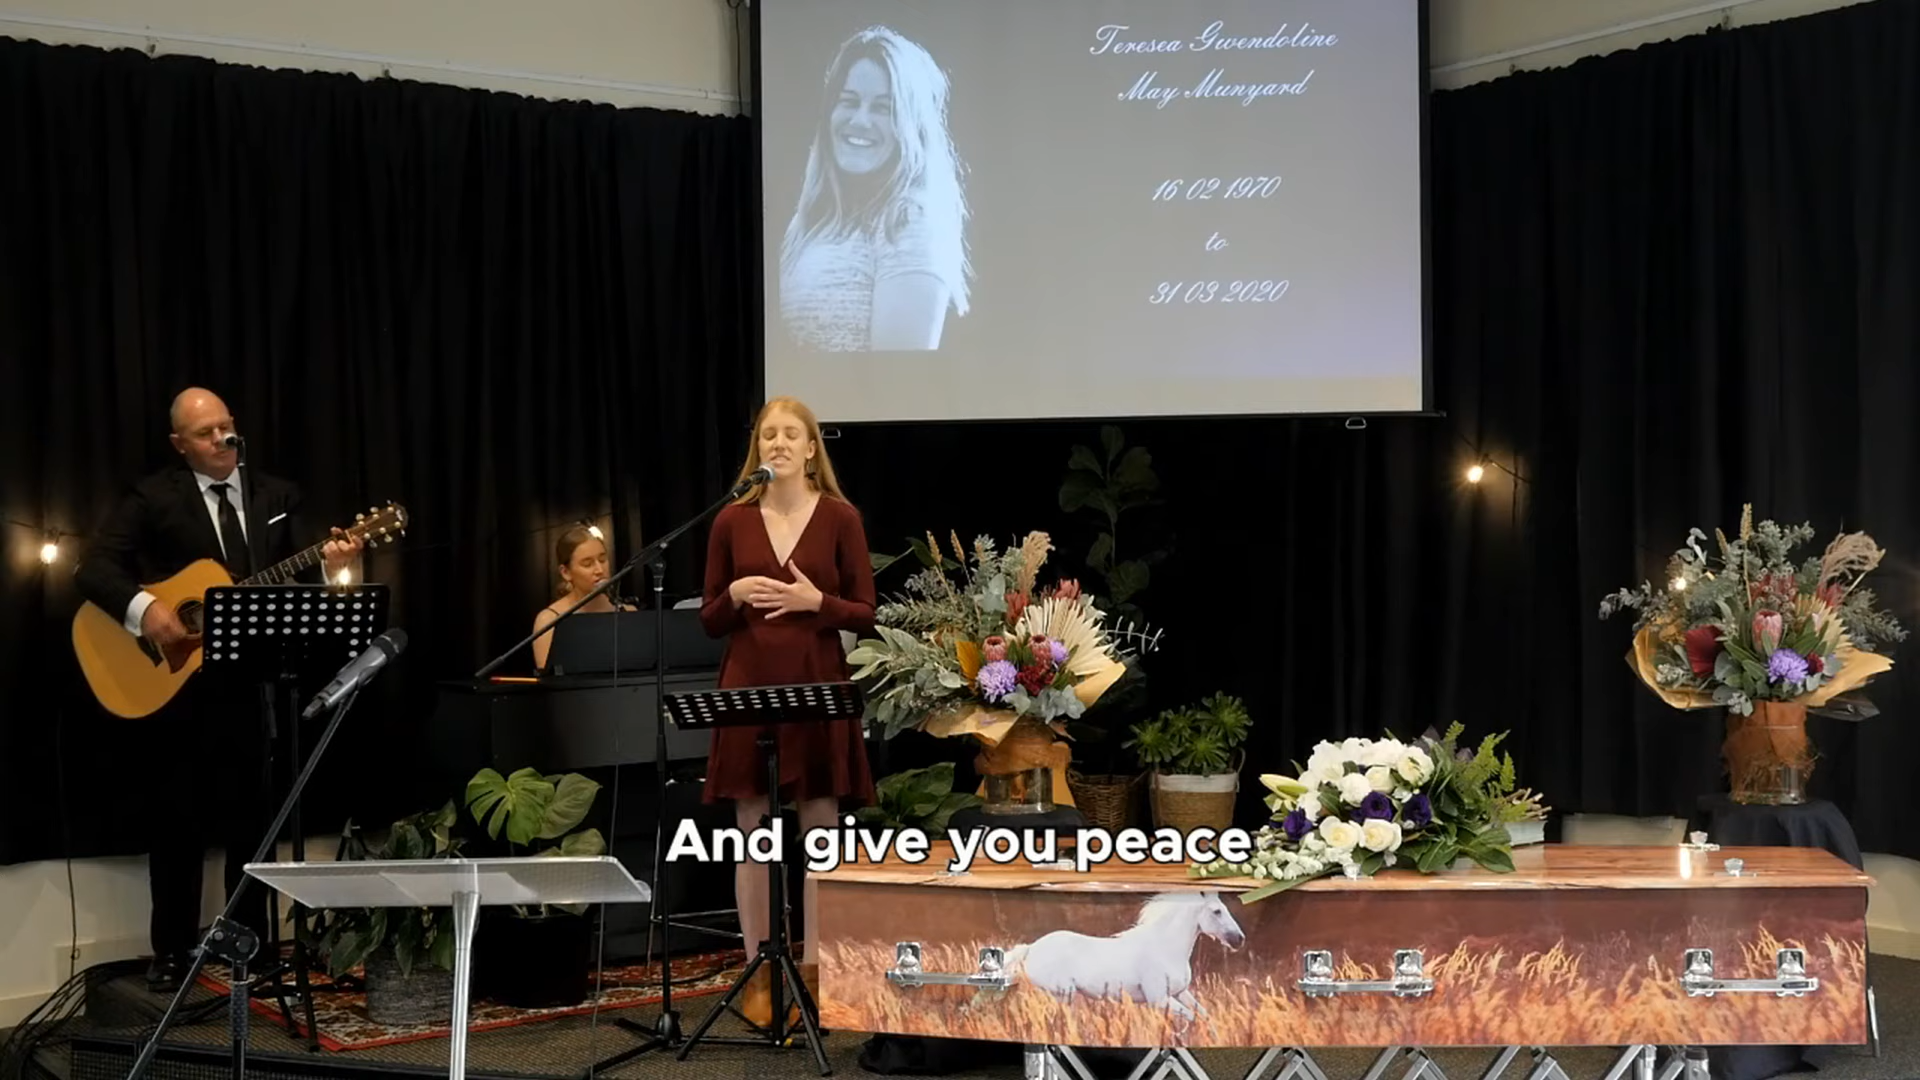 Teresea Gwendoline
May Munyard
16 02 1970
to
31 03 2020
And give you peace